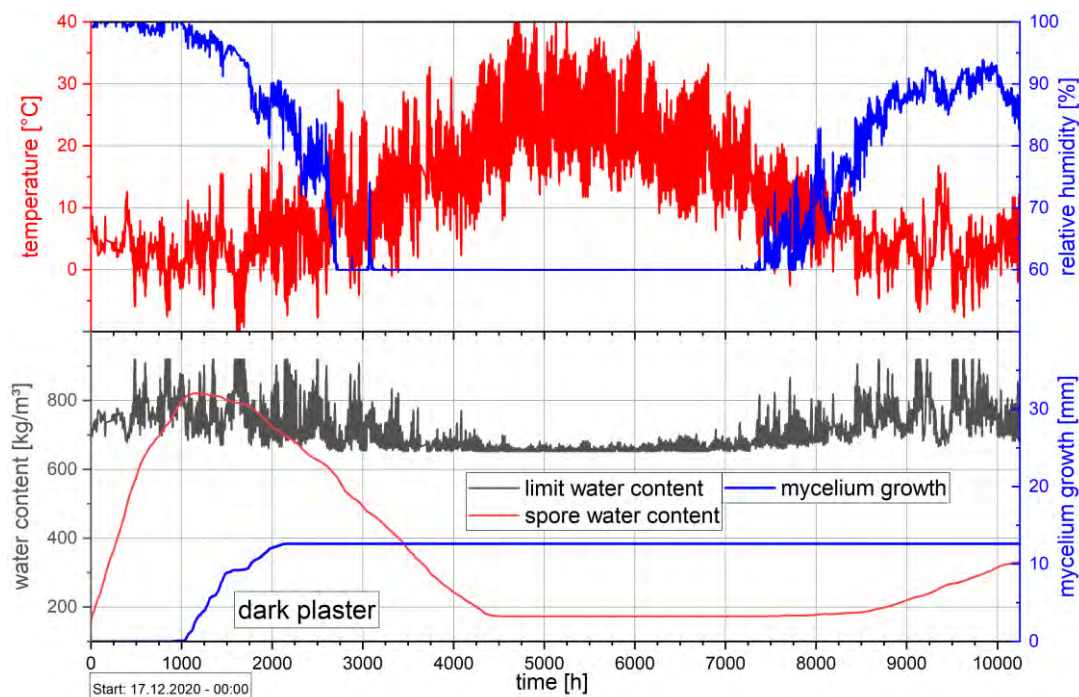 40
30
20
10
0
temperature [°C]
100
90
80
70
60
relative humidity [%]
800
600
400
200
water content [kg/m³]
30
20
10
0
mycelium growth [mm]
limit water content
spore water content
mycelium growth
dark plaster
0 1000 2000 3000 4000 5000 6000 7000 8000 9000 10000
time [h]
Start: 17.12.2020 - 00:00